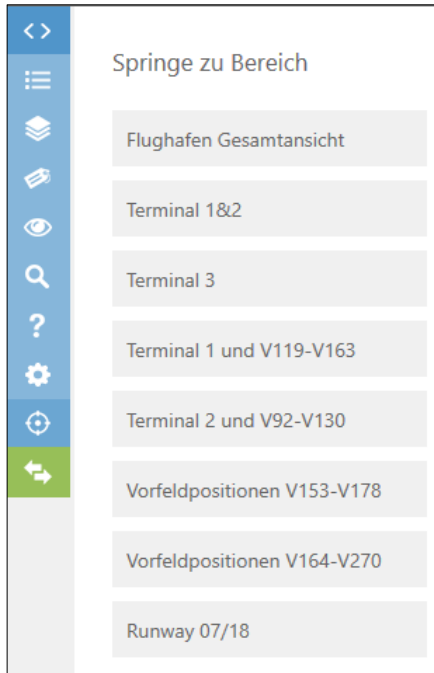 Springe zu Bereich
Flughafen Gesamtansicht
Terminal 1&2
Terminal 3
Terminal 1 und V119-V163
Terminal 2 und V92-V130
Vorfeldpositionen V153-V178
Vorfeldpositionen V164-V270
Runway 07/18